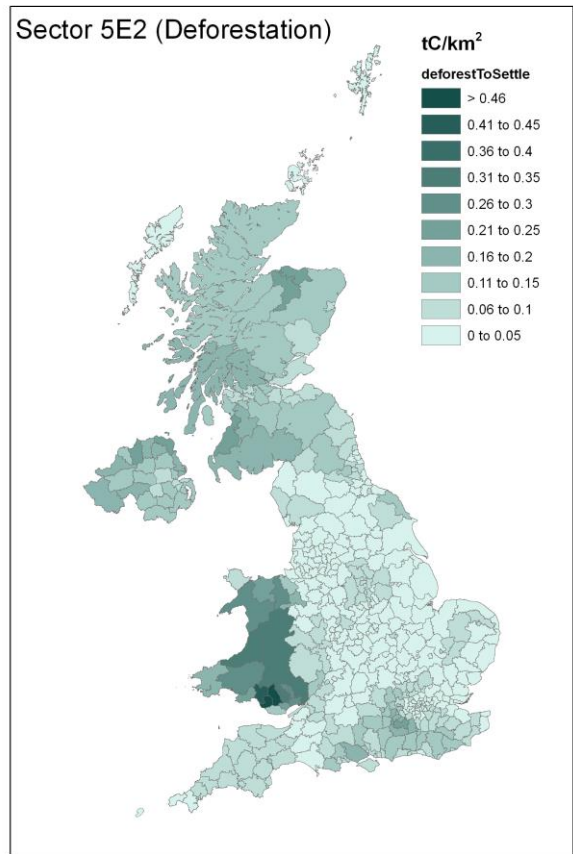 Sector 5E2 (Deforestation)
tC/km²
deforestToSettle
> 0.46
0.41 to 0.45
0.36 to 0.4
0.31 to 0.35
0.26 to 0.3
0.21 to 0.25
0.16 to 0.2
0.11 to 0.15
0.06 to 0.1
0 to 0.05